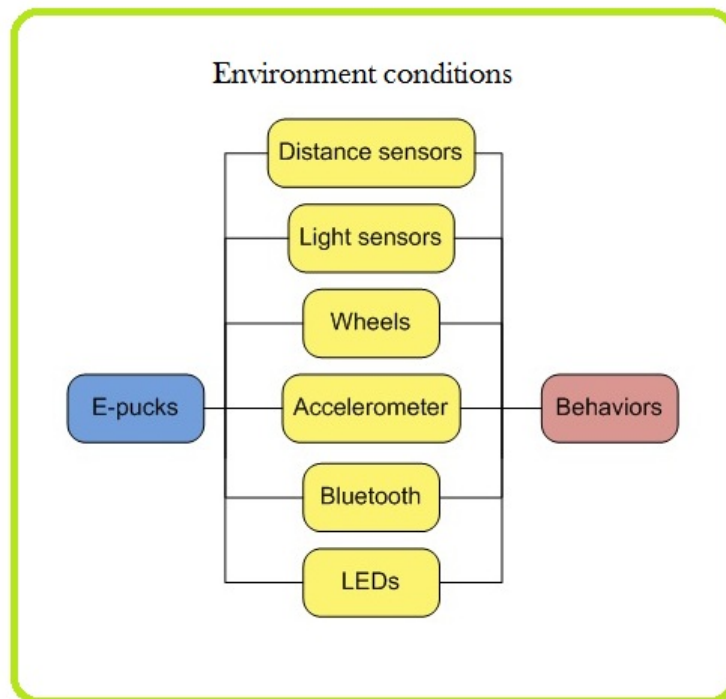 Environment conditions
Distance sensors
Light sensors
Wheels
E-pucks
Accelerometer
Behaviors
Bluetooth
LEDs